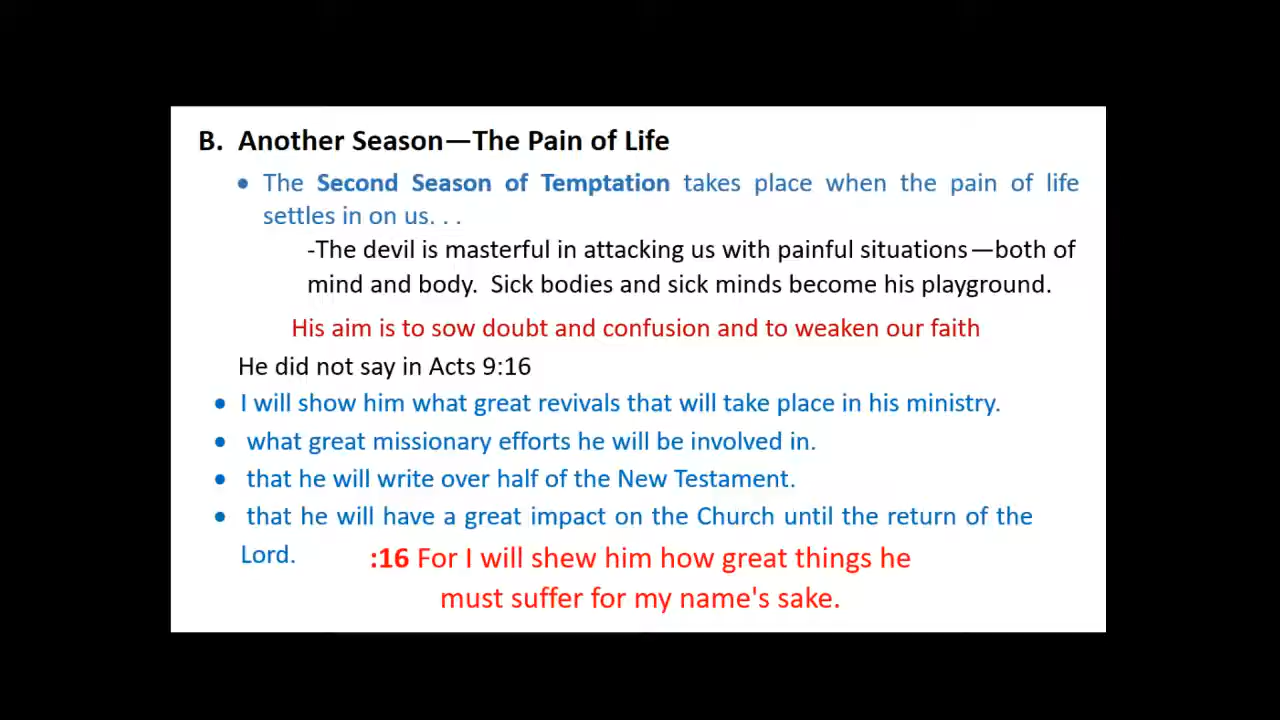 B. Another Season—The Pain of Life
• The Second Season of Temptation takes place when the pain of life
settles in on us. . .
-The devil is masterful in attacking us with painful situations—both of
mind and body. Sick bodies and sick minds become his playground.
His aim is to sow doubt and confusion and to weaken our faith
He did not say in Acts 9:16
• I will show him what great revivals that will take place in his ministry.
• what great missionary efforts he will be involved in.
• that he will write over half of the New Testament.
• that he will have a great impact on the Church until the return of the
Lord.
:16 For I will shew him how great things he
must suffer for my name's sake.